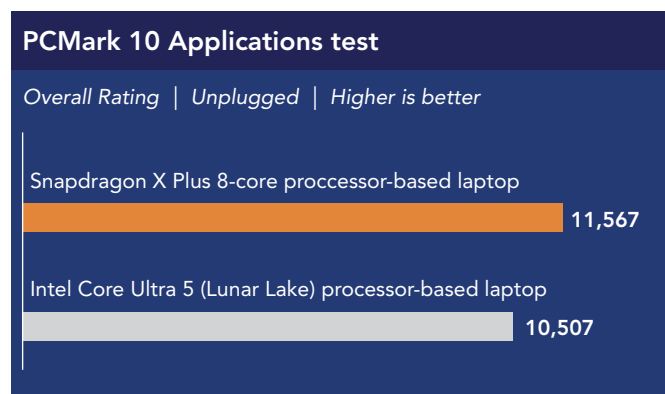 PCMark 10 Applications test
Overall Rating | Unplugged | Higher is better
Snapdragon X Plus 8-core proccessor-based laptop
11,567
Intel Core Ultra 5 (Lunar Lake) processor-based laptop
10,507